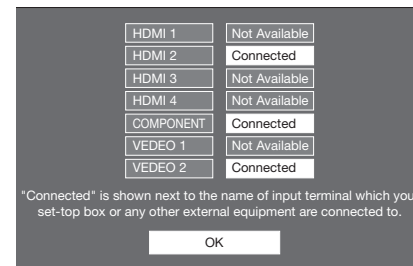 HDMI 1 Not Available
HDMI 2 Connected
HDMI 3 Not Available
HDMI 4 Not Available
COMPONENT Connected
VEDEO 1 Not Available
VEDEO 2 Connected
"Connected" is shown next to the name of input terminal which you
set-top box or any other external equipment are connected to.
OK